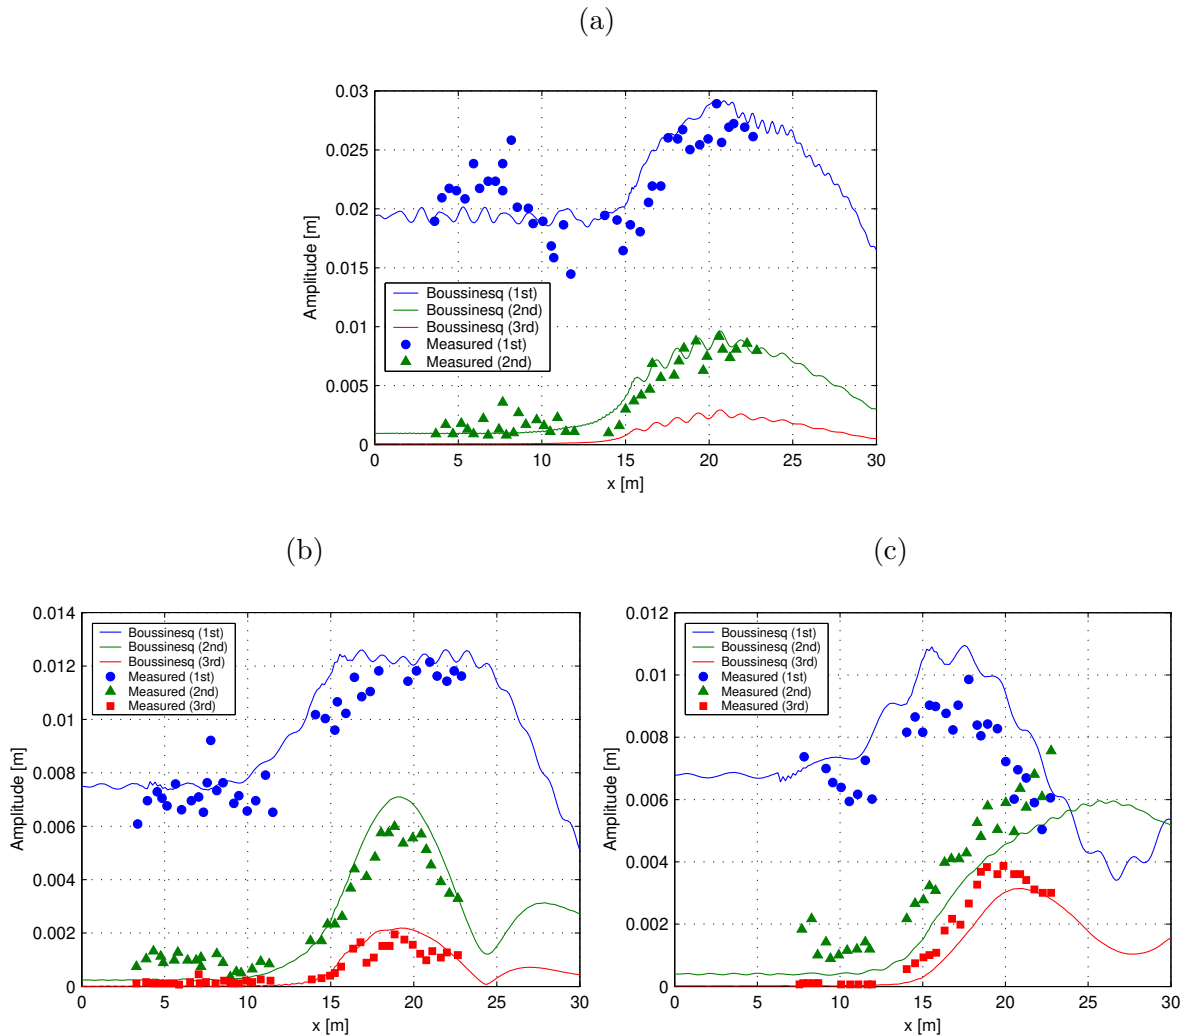 (a)
0.03
0.025
0.02
0.015
0.01
0.005
0
Amplitude [m]
Boussinesq (1st)
Boussinesq (2nd)
Boussinesq (3rd)
Measured (1st)
Measured (2nd)
0 5 10 15 20 25 30
x [m]
(b)
0.014
0.012
0.01
0.008
0.006
0.004
0.002
0
Amplitude [m]
Boussinesq (1st)
Boussinesq (2nd)
Boussinesq (3rd)
Measured (1st)
Measured (2nd)
Measured (3rd)
0 5 10 15 20 25 30
x [m]
(c)
0.012
0.01
0.008
0.006
0.004
0.002
0
Amplitude [m]
Boussinesq (1st)
Boussinesq (2nd)
Boussinesq (3rd)
Measured (1st)
Measured (2nd)
Measured (3rd)
0 5 10 15 20 25 30
x [m]